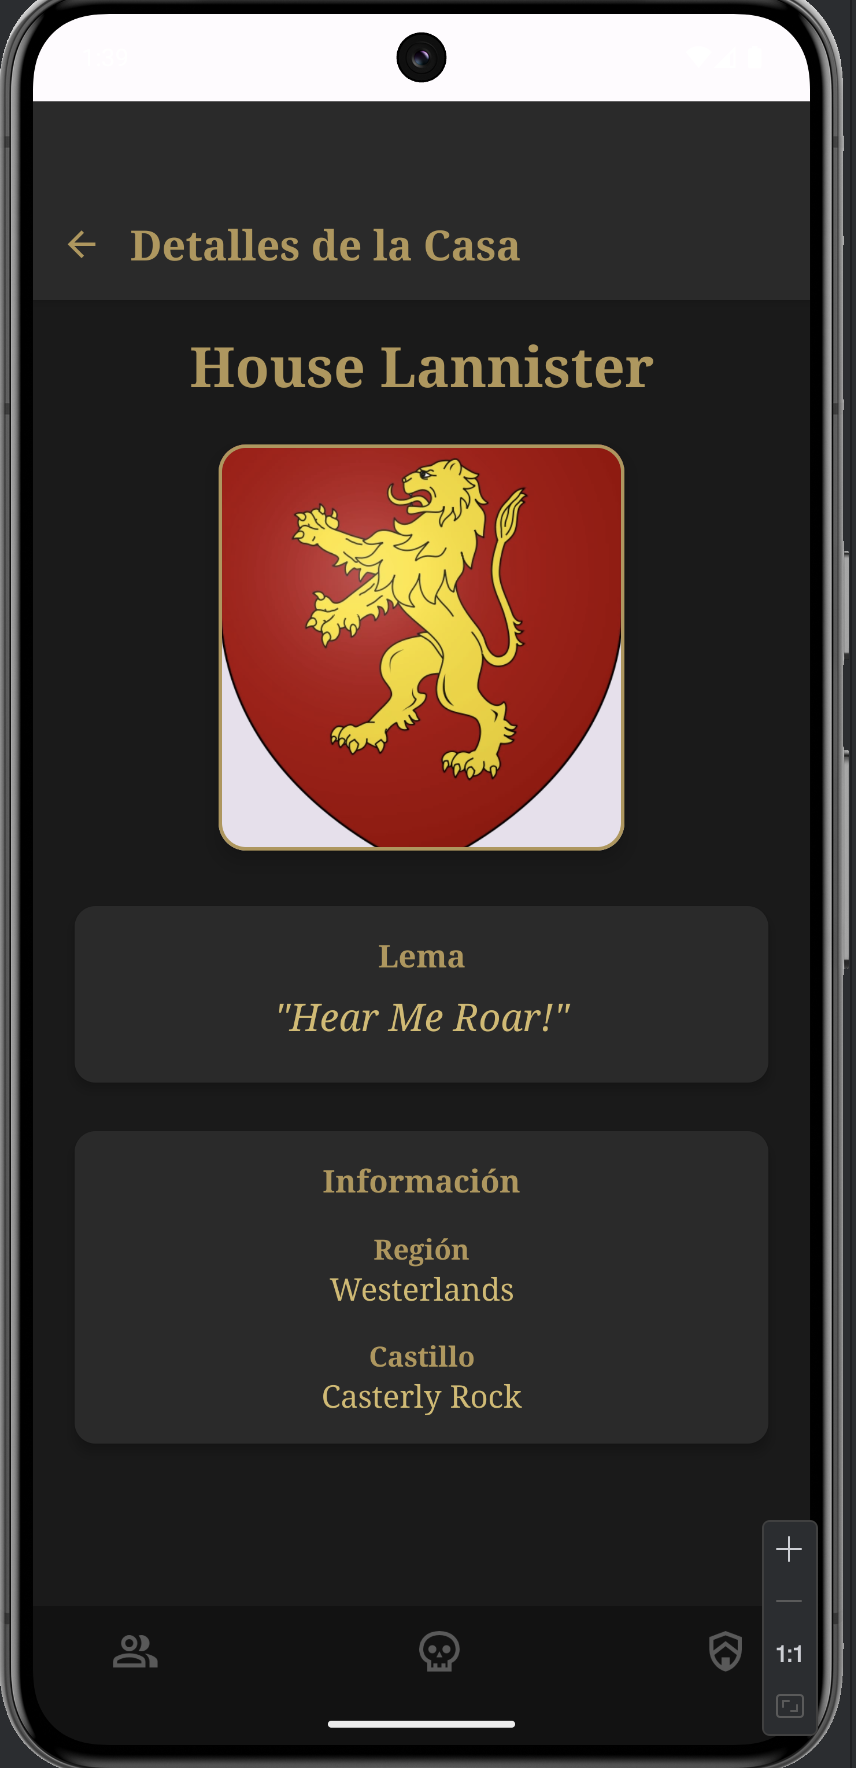 Detalles de la Casa
House Lannister
Lema
"Hear Me Roar!"
Información
Región
Westerlands
Castillo
Casterly Rock
1:1